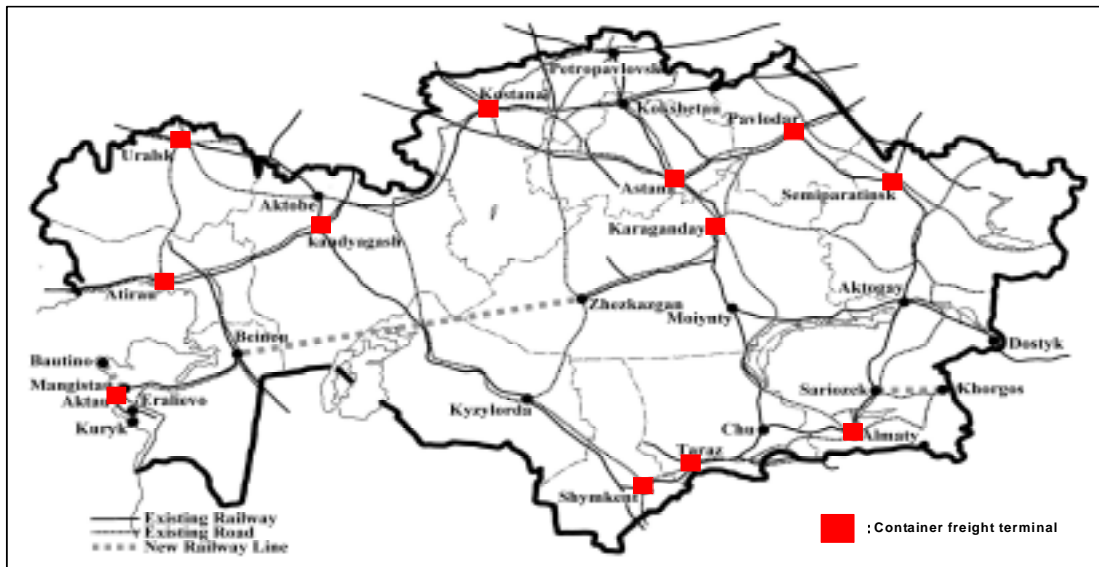 Petropavlovsk
Kostanai
Kokshetau
Pavlodar
Uralsk
Astana
Semiparatinsk
Aktobe
Karaganday
kandyagash
Atirau
Zhezkazgan
Aktogay
Moiynty
Beineu
Dostyk
Bautino
Mangistau
Aktau
Eralievo
Sariozek
Khorgos
Kyzylorda
Kuryk
Chu
Almaty
Taraz
Shymkent
Existing Railway
Existing Road
New Railway Line
: Container freight terminal